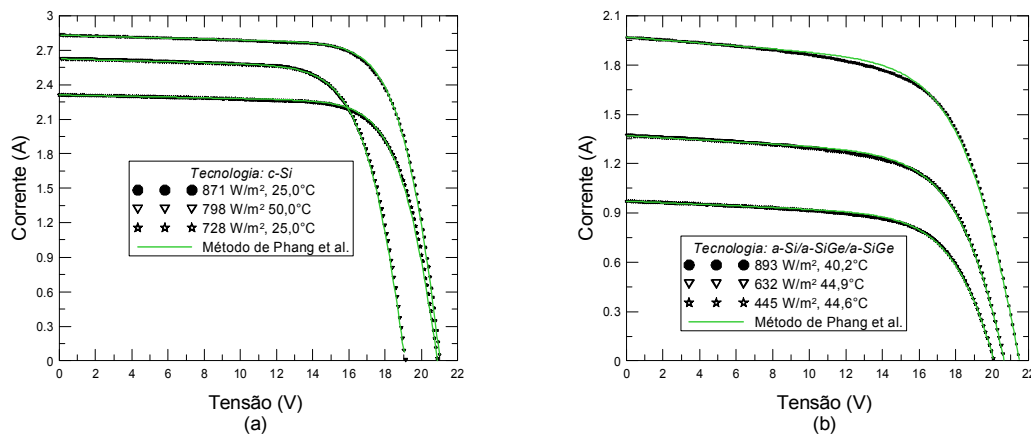 3
2.7
2.4
2.1
1.8
1.5
1.2
0.9
0.6
0.3
0
Corrente (A)
Tecnologia: c-Si
871 W/m², 25,0°C
798 W/m² 50,0°C
728 W/m², 25,0°C
Método de Phang et al.
0 2 4 6 8 10 12 14 16 18 20 22
Tensão (V)
(a)
2.1
1.8
1.5
1.2
0.9
0.6
0.3
0
Corrente (A)
Tecnologia: a-Si/a-SiGe/a-SiGe
893 W/m², 40,2°C
632 W/m² 44,9°C
445 W/m², 44,6°C
Método de Phang et al.
0 2 4 6 8 10 12 14 16 18 20 22
Tensão (V)
(b)